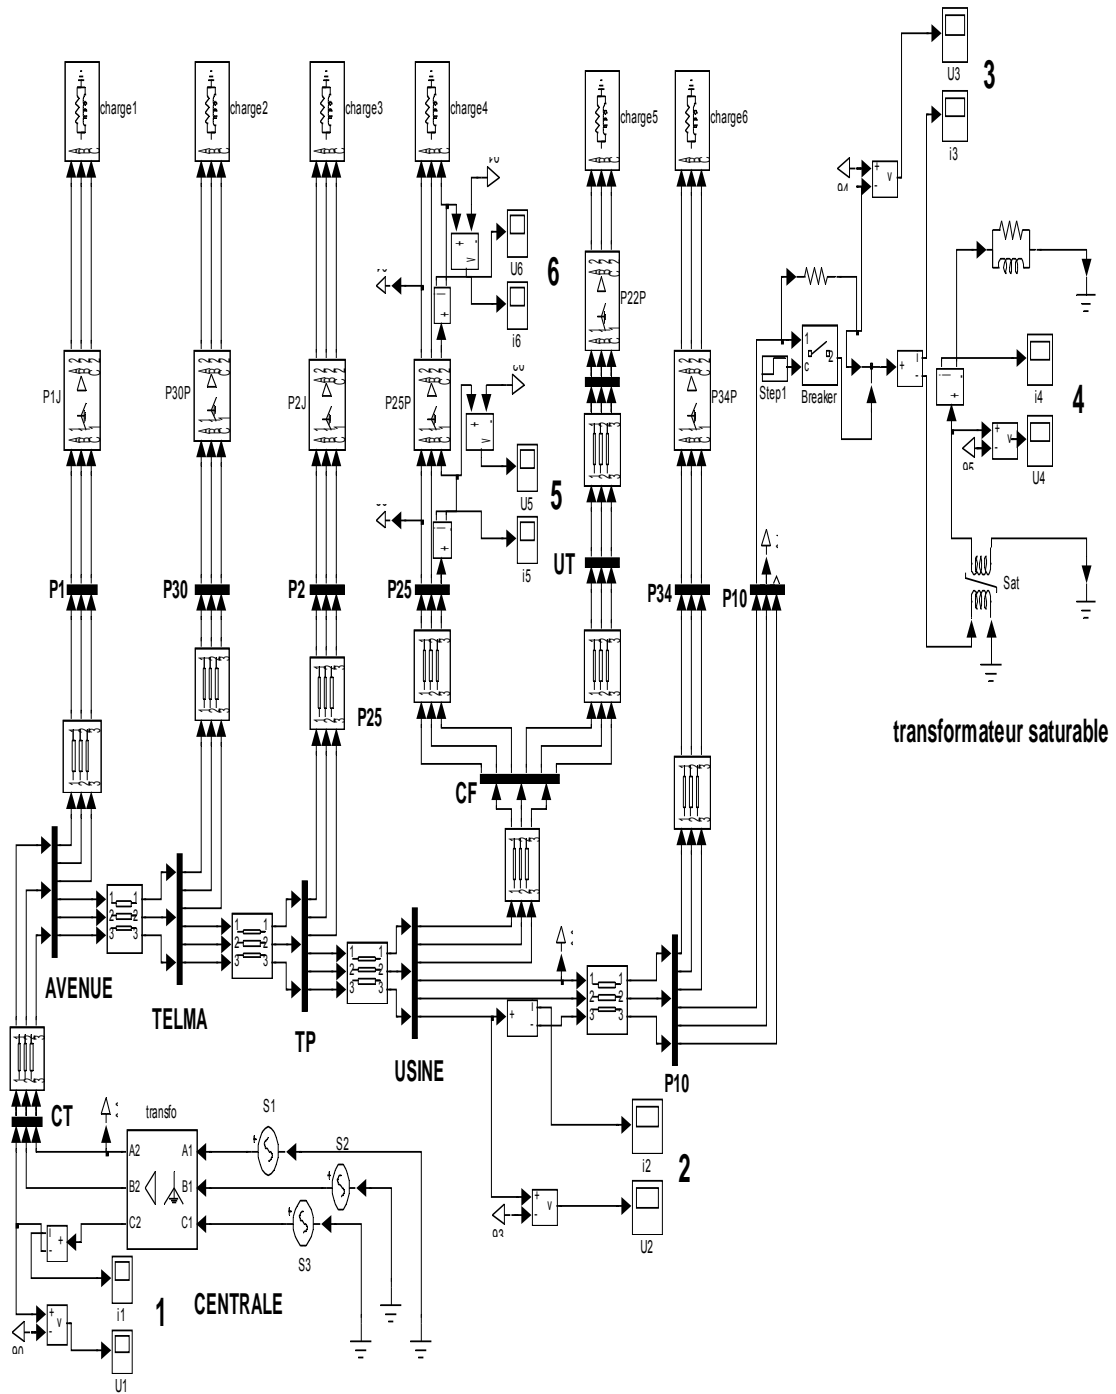 U3
3
i3
charge1
charge2
charge3
charge4
charge5
charge6
U6
6
i6
P22P
P1J
P30P
P2J
P25P
P34P
Step1
Breaker
1
2
c
i4
4
U4
U5
5
i5
UT
P1
P30
P2
P25
P34
P10
Sat
P25
transformateur saturable
CF
AVENUE
TELMA
TP
USINE
P10
CT
transfo
S1
S2
S3
A2
A1
B2
B1
C2
C1
i2
2
U2
CENTRALE
i1
1
U1